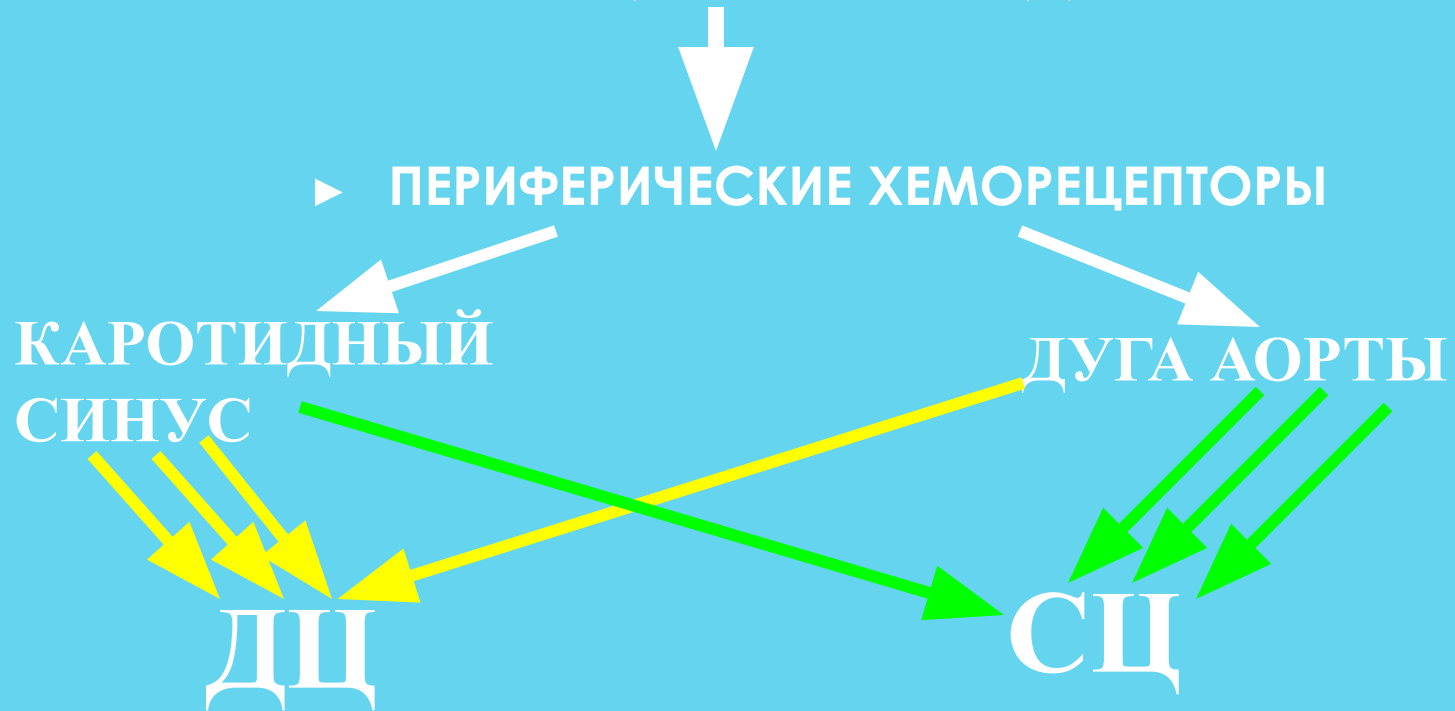 ► ПЕРИФЕРИЧЕСКИЕ ХЕМОРЕЦЕПТОРЫ
КАРОТИДНЫЙ
СИНУС
ДУГА АОРТЫ
ДЦ
СЦ